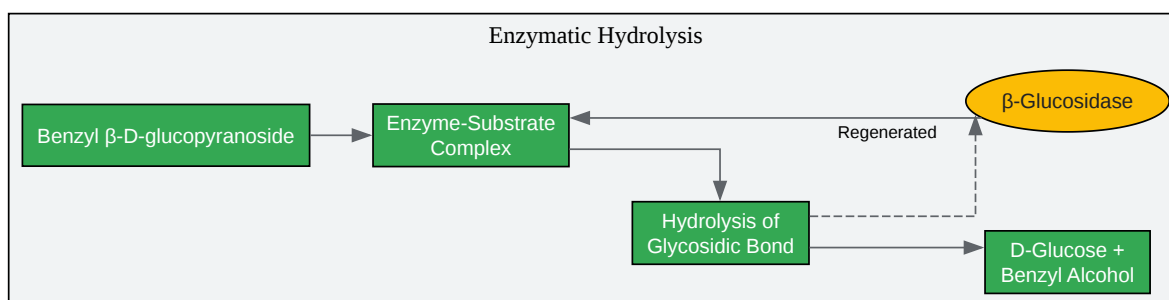 Enzymatic Hydrolysis
Benzyl β-D-glucopyranoside
Enzyme-Substrate
Complex
β-Glucosidase
Regenerated
Hydrolysis of
Glycosidic Bond
D-Glucose +
Benzyl Alcohol